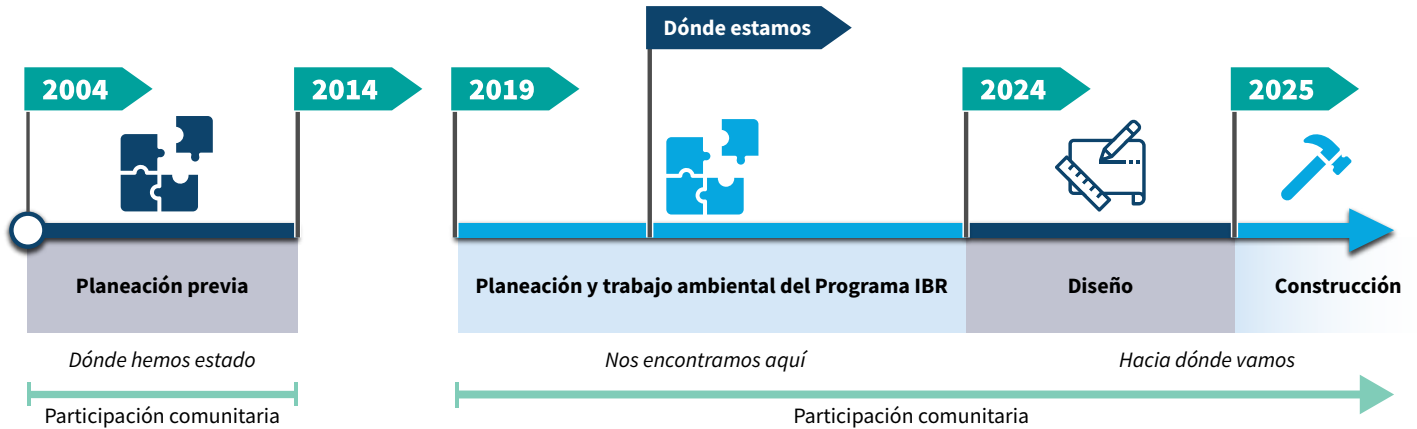 Dónde estamos
2004
2014
2019
2024
2025
Planeación previa
Planeación y trabajo ambiental del Programa IBR
Diseño
Construcción
Dónde hemos estado
Nos encontramos aquí
Hacia dónde vamos
Participación comunitaria
Participación comunitaria